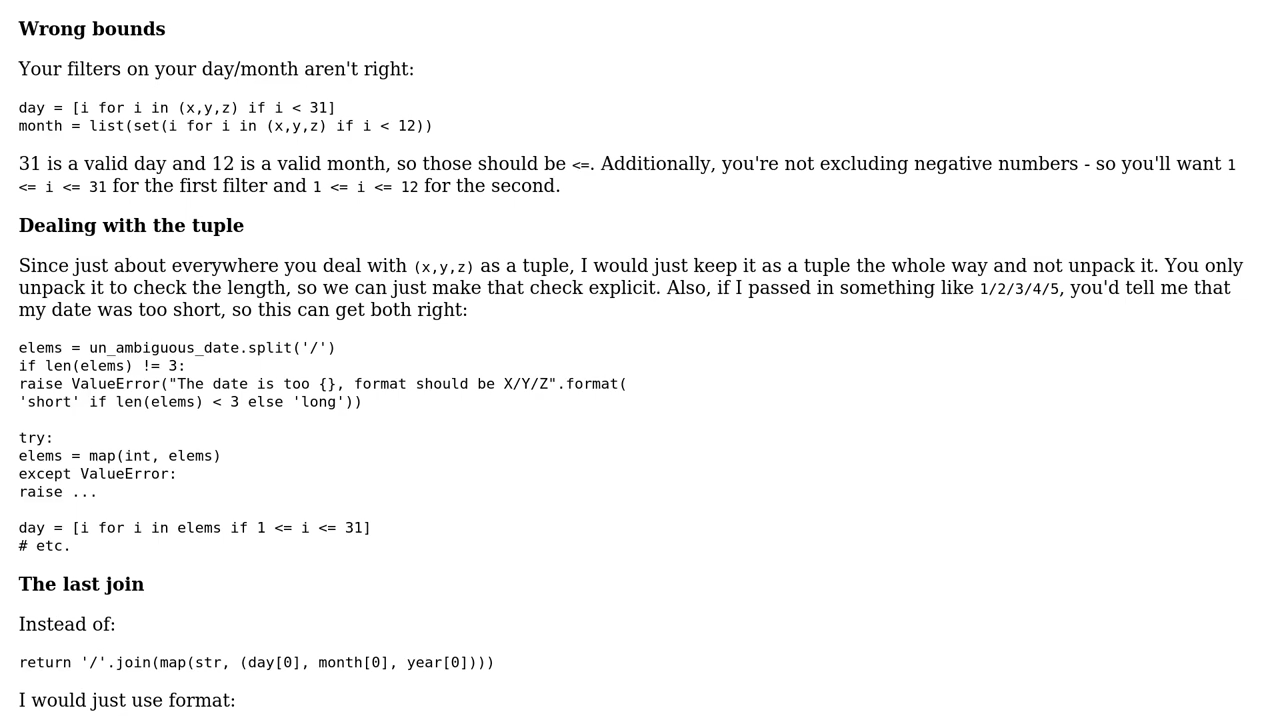 Wrong bounds
Your filters on your day/month aren't right:
day = [i for i in (x,y,z) if i < 31]
month = list(set(i for i in (x,y,z) if i < 12))
31 is a valid day and 12 is a valid month, so those should be <=. Additionally, you're not excluding negative numbers - so you'll want 1
<= i <= 31 for the first filter and 1 <= i <= 12 for the second.
Dealing with the tuple
Since just about everywhere you deal with (x,y,z) as a tuple, I would just keep it as a tuple the whole way and not unpack it. You only
unpack it to check the length, so we can just make that check explicit. Also, if I passed in something like 1/2/3/4/5, you'd tell me that
my date was too short, so this can get both right:
elems = un_ambiguous_date.split('/')
if len(elems) != 3:
raise ValueError("The date is too {}, format should be X/Y/Z".format(
'short' if len(elems) < 3 else 'long'))
try:
elems = map(int, elems)
except ValueError:
raise ...
day = [i for i in elems if 1 <= i <= 31]
# etc.
The last join
Instead of:
return '/'.join(map(str, (day[0], month[0], year[0])))
I would just use format: